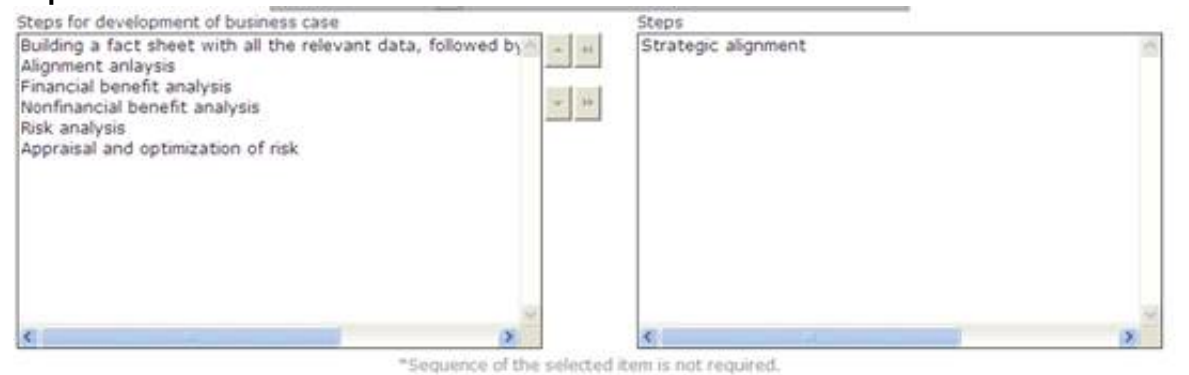 Steps for development of business case
Building a fact sheet with all the relevant data, followed by
Alignment anlaysis
Financial benefit analysis
Nonfinancial benefit analysis
Risk analysis
Appraisal and optimization of risk
Steps
Strategic alignment
*Sequence of the selected item is not required.